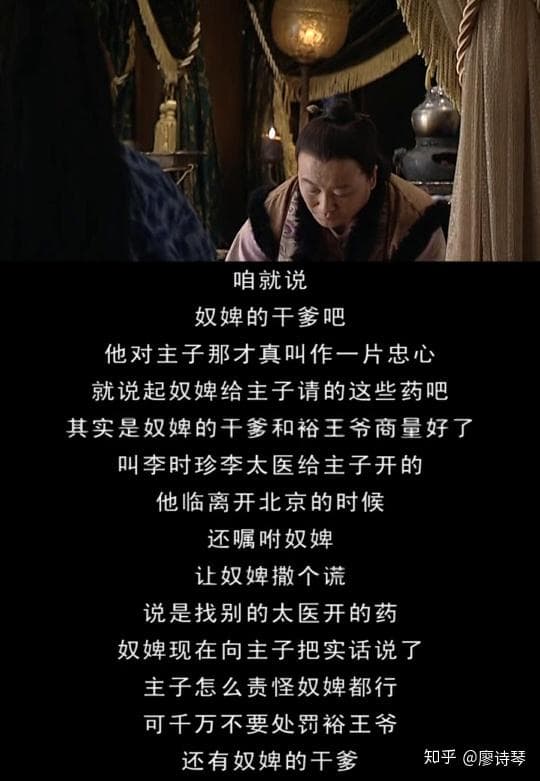 咱就说
奴婢的干爹吧
他对主子那才真叫作一片忠心
就说起奴婢给主子请的这些药吧
其实是奴婢的干爹和裕王爷商量好了
叫李时珍李太医给主子开的
他临离开北京的时候
还嘱咐奴婢
让奴婢撒个谎
说是找别的太医开的药
奴婢现在向主子把实话说了
主子怎么责怪奴婢都行
可千万不要处罚裕王爷
还有奴婢的干爹
知乎 @廖诗琴